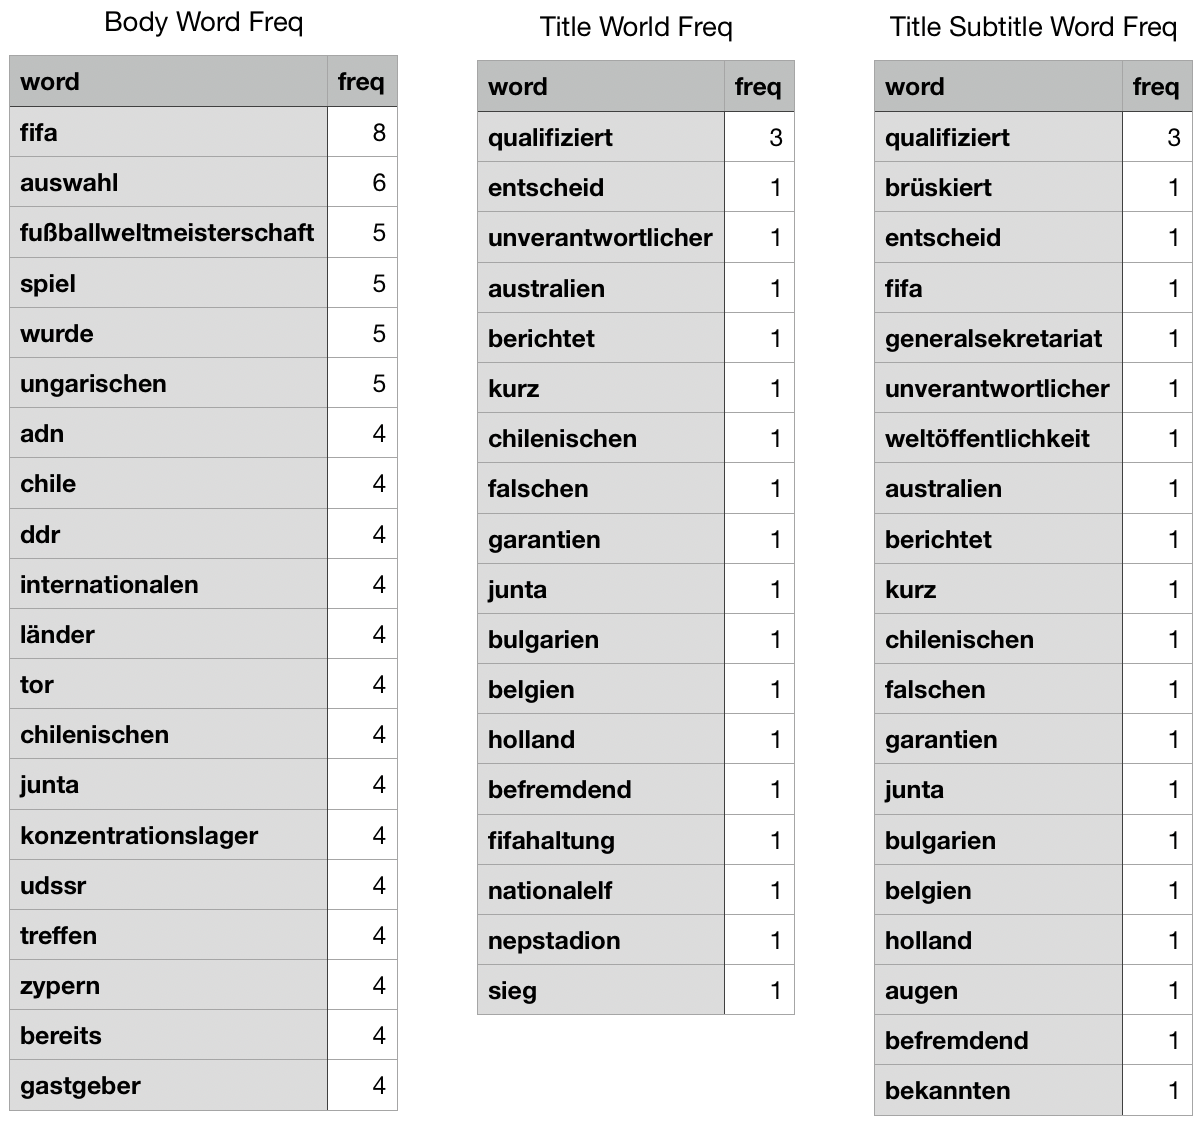 Body Word Freq
word freq
fifa 8
auswahl 6
fußballweltmeisterschaft 5
spiel 5
wurde 5
ungarischen 5
adn 4
chile 4
ddr 4
internationalen 4
länder 4
tor 4
chilenischen 4
junta 4
konzentrationslager 4
udssr 4
treffen 4
zypern 4
bereits 4
gastgeber 4
Title World Freq
word freq
qualifiziert 3
entscheid 1
unverantwortlicher 1
australien 1
berichtet 1
kurz 1
chilenischen 1
falschen 1
garantien 1
junta 1
bulgarien 1
belgien 1
holland 1
befremdend 1
fifahaltung 1
nationalelf 1
nepstadion 1
sieg 1
Title Subtitle Word Freq
word freq
qualifiziert 3
brüskiert 1
entscheid 1
fifa 1
generalsekretariat 1
unverantwortlicher 1
weltöffentlichkeit 1
australien 1
berichtet 1
kurz 1
chilenischen 1
falschen 1
garantien 1
junta 1
bulgarien 1
belgien 1
holland 1
augen 1
befremdend 1
bekannten 1